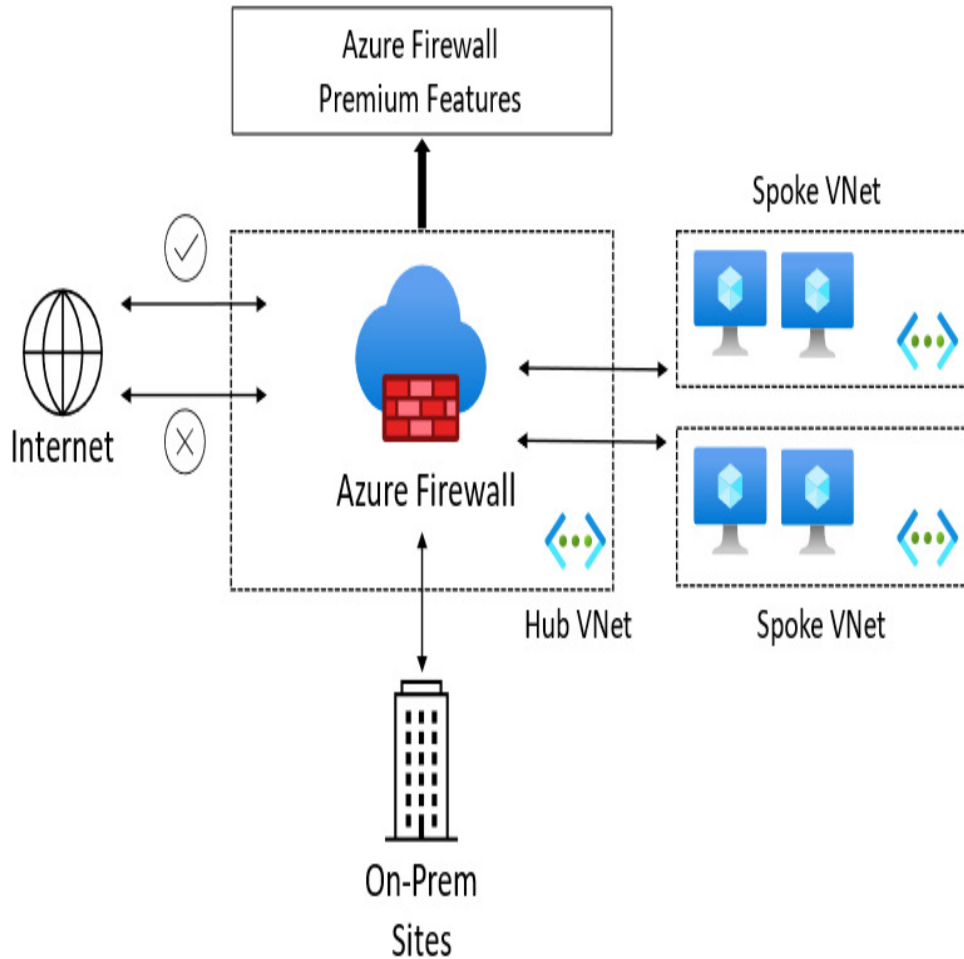 Azure Firewall
Premium Features
Spoke VNet
Internet
Azure Firewall
Hub VNet
Spoke VNet
On-Prem
Sites